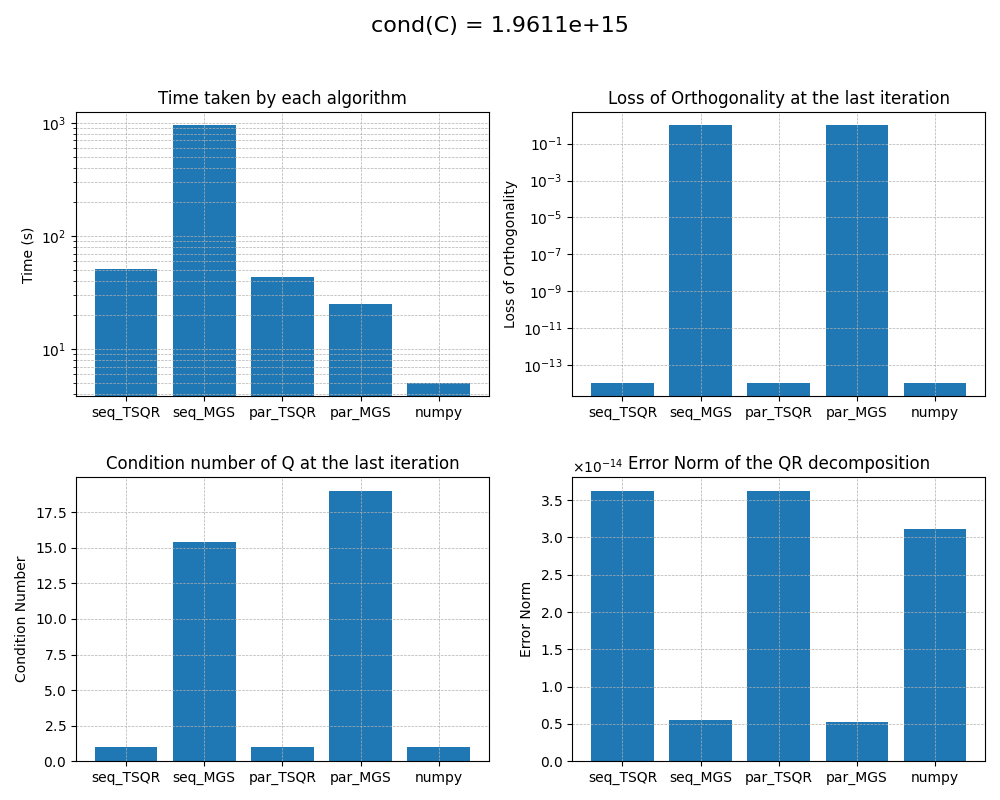 cond(C) = 1.9611e+15
Time taken by each algorithm
Time (s)
10³
10²
10¹
seq_TSQR seq_MGS par_TSQR par_MGS numpy
Loss of Orthogonality at the last iteration
Loss of Orthogonality
10⁻¹
10⁻³
10⁻⁵
10⁻⁷
10⁻⁹
10⁻¹¹
10⁻¹³
seq_TSQR seq_MGS par_TSQR par_MGS numpy
Condition number of Q at the last iteration
Condition Number
17.5
15.0
12.5
10.0
7.5
5.0
2.5
0.0
seq_TSQR seq_MGS par_TSQR par_MGS numpy
×10⁻¹⁴ Error Norm of the QR decomposition
Error Norm
3.5
3.0
2.5
2.0
1.5
1.0
0.5
0.0
seq_TSQR seq_MGS par_TSQR par_MGS numpy